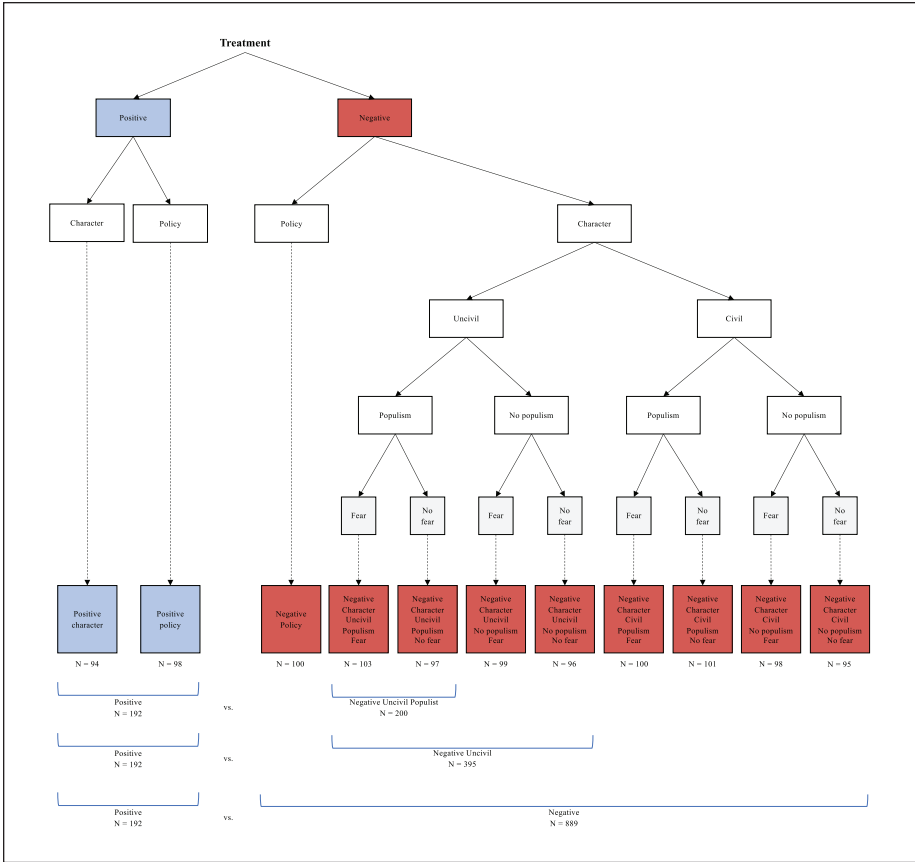 Treatment
Positive
Negative
Character
Policy
Policy
Character
Uncivil
Civil
Populism
No populism
Populism
No populism
Fear
No
fear
Fear
No
fear
Fear
No
fear
Fear
No
fear
Positive
character
Positive
policy
Negative
Policy
Negative
Character
Uncivil
Populism
Fear
Negative
Character
Uncivil
Populism
No fear
Negative
Character
Uncivil
No populism
Fear
Negative
Character
Uncivil
No populism
No fear
Negative
Character
Civil
Populism
Fear
Negative
Character
Civil
Populism
No fear
Negative
Character
Civil
No populism
Fear
Negative
Character
Civil
No populism
No fear
N = 94
N = 98
N = 100
N = 103
N = 97
N = 99
N = 96
N = 100
N = 101
N = 98
N = 95
Positive
N = 192
vs.
Negative Uncivil Populist
N = 200
Positive
N = 192
vs.
Negative Uncivil
N = 395
Positive
N = 192
vs.
Negative
N = 889